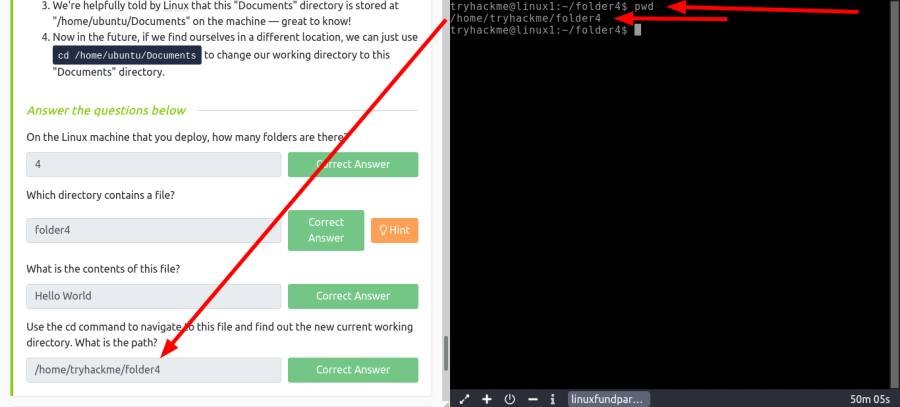 3. We're helpfully told by Linux that this "Documents" directory is stored at
"/home/ubuntu/Documents" on the machine — great to know!
4. Now in the future, if we find ourselves in a different location, we can just use
cd /home/ubuntu/Documents to change our working directory to this
"Documents" directory.
Answer the questions below
On the Linux machine that you deploy, how many folders are there?
4
Correct Answer
Which directory contains a file?
folder4
Correct
Answer
Hint
What is the contents of this file?
Hello World
Correct Answer
Use the cd command to navigate to this file and find out the new current working
directory. What is the path?
/home/tryhackme/folder4
Correct Answer
tryhackme@linux1:~/folder4$ pwd
/home/tryhackme/folder4
tryhackme@linux1:~/folder4$
linuxfundpar...
50m 05s